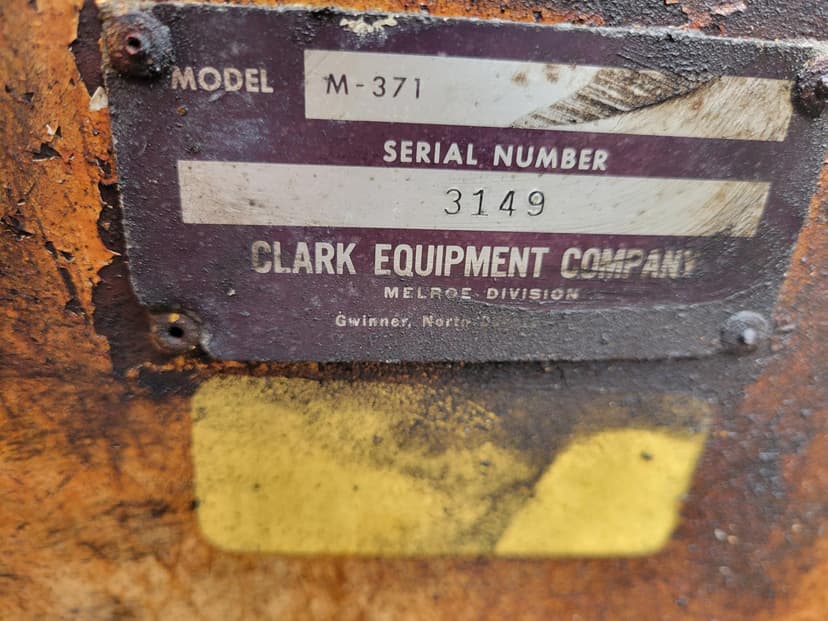 MODEL M-371
SERIAL NUMBER
3149
CLARK EQUIPMENT COMPANY
MELROE DIVISION
Gwinner, North